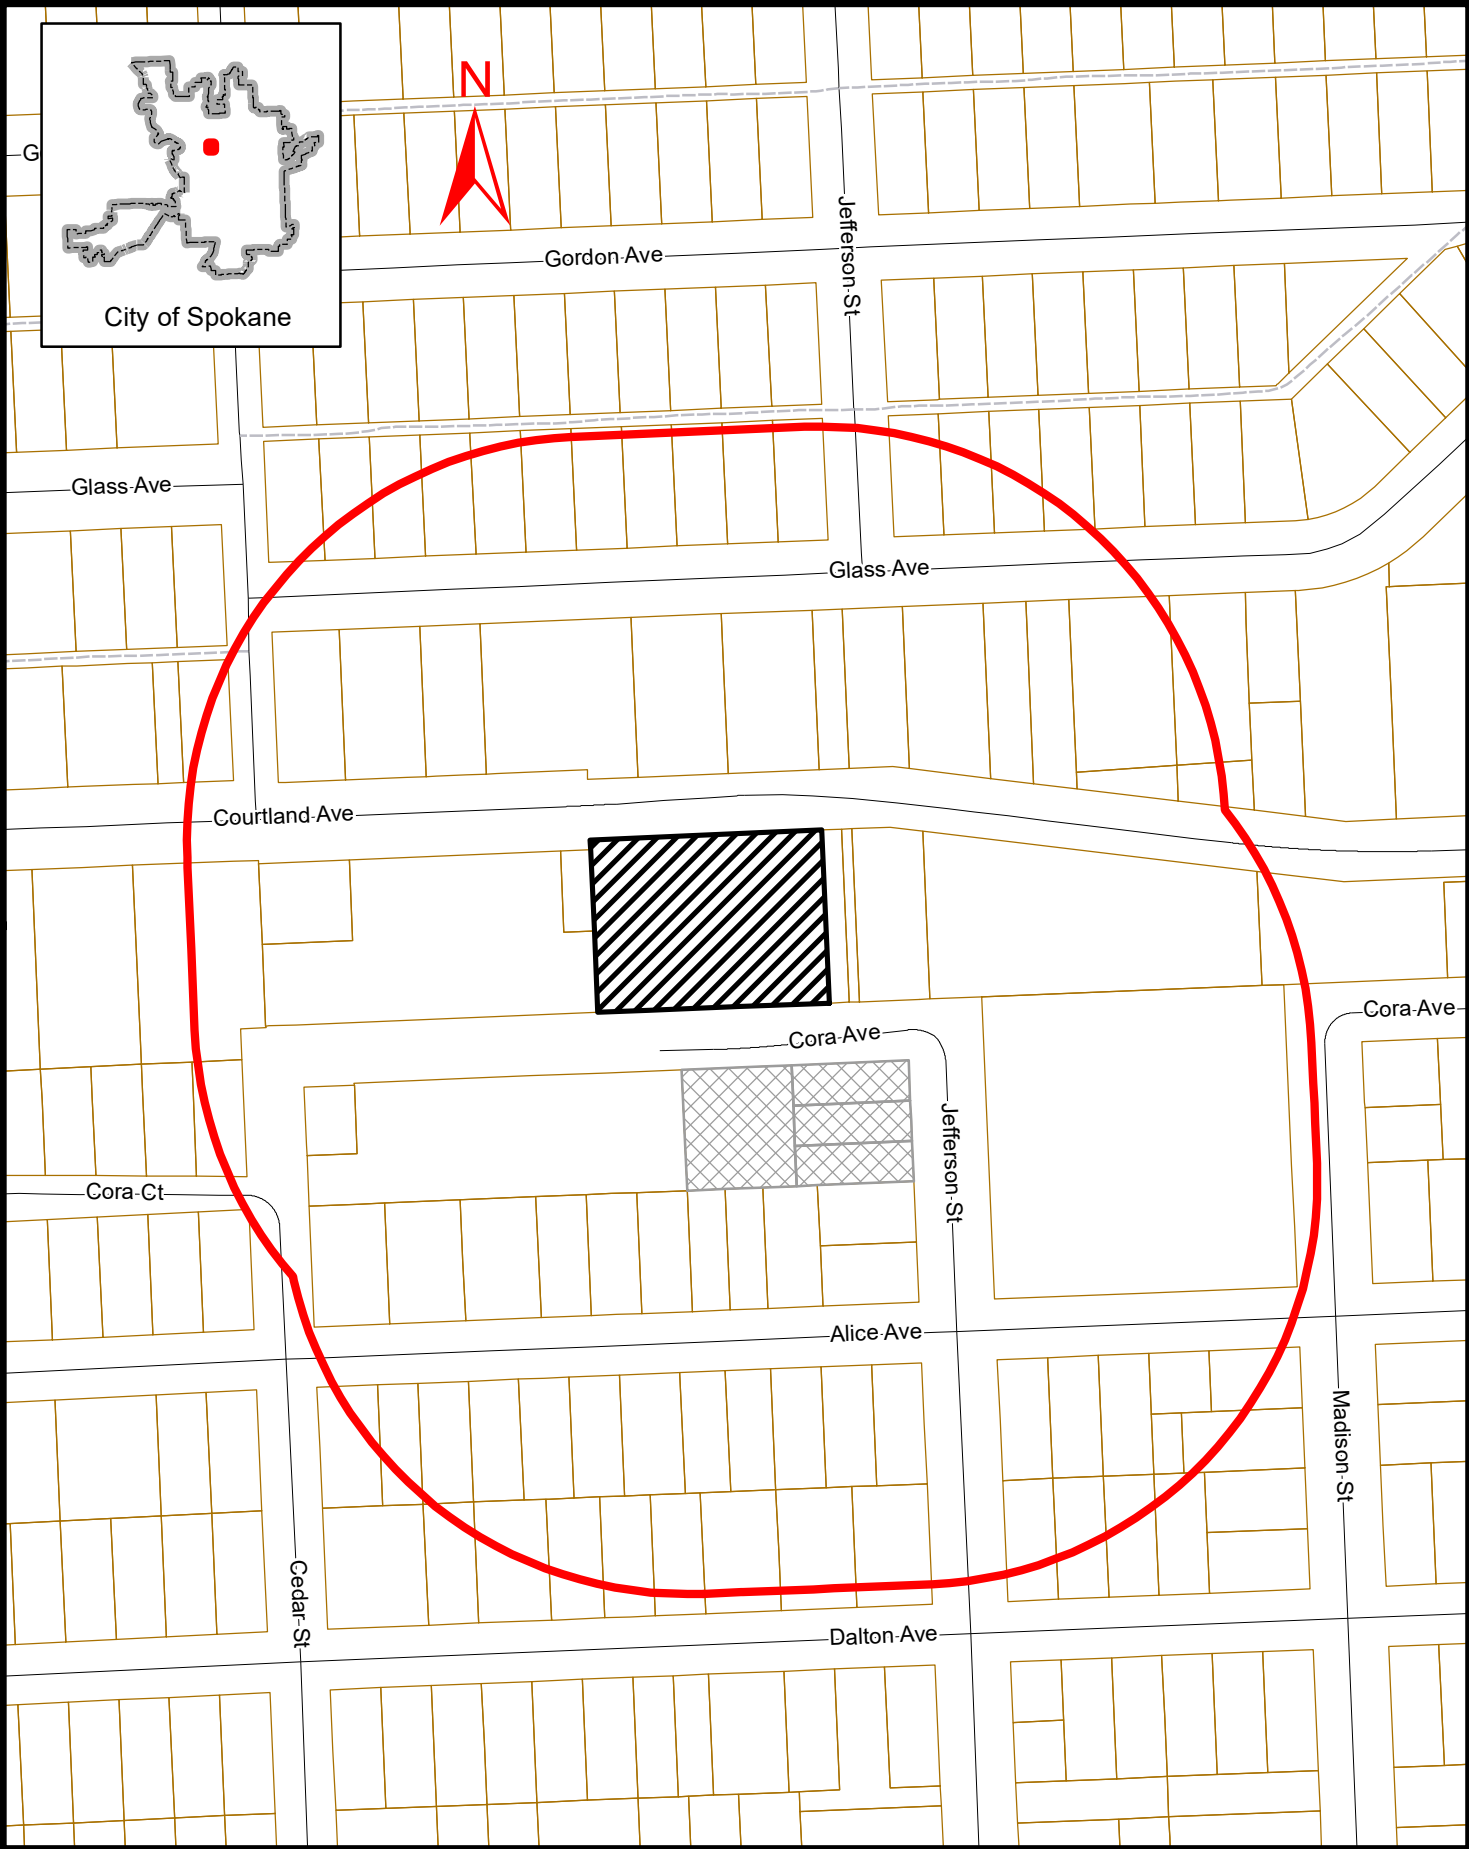 N
G
City of Spokane
Jefferson St
Gordon Ave
Glass Ave
Glass Ave
Courtland Ave
Cora Ave
Cora Ave
Jefferson St
Cora Ct
Alice Ave
Madison St
Cedar St
Dalton Ave